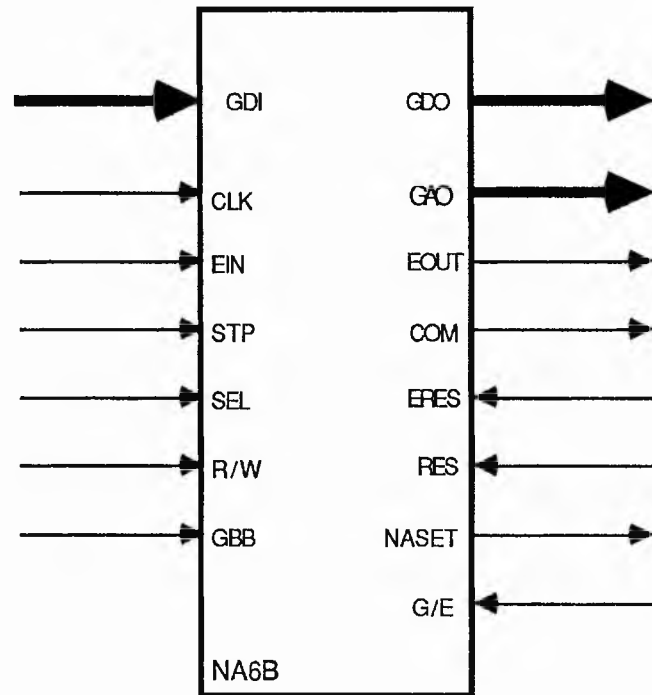 GDI GDO
CLK GAO
EIN EOUT
STP COM
SEL ERES
R/W RES
GBB NASET
G/E
NA6B